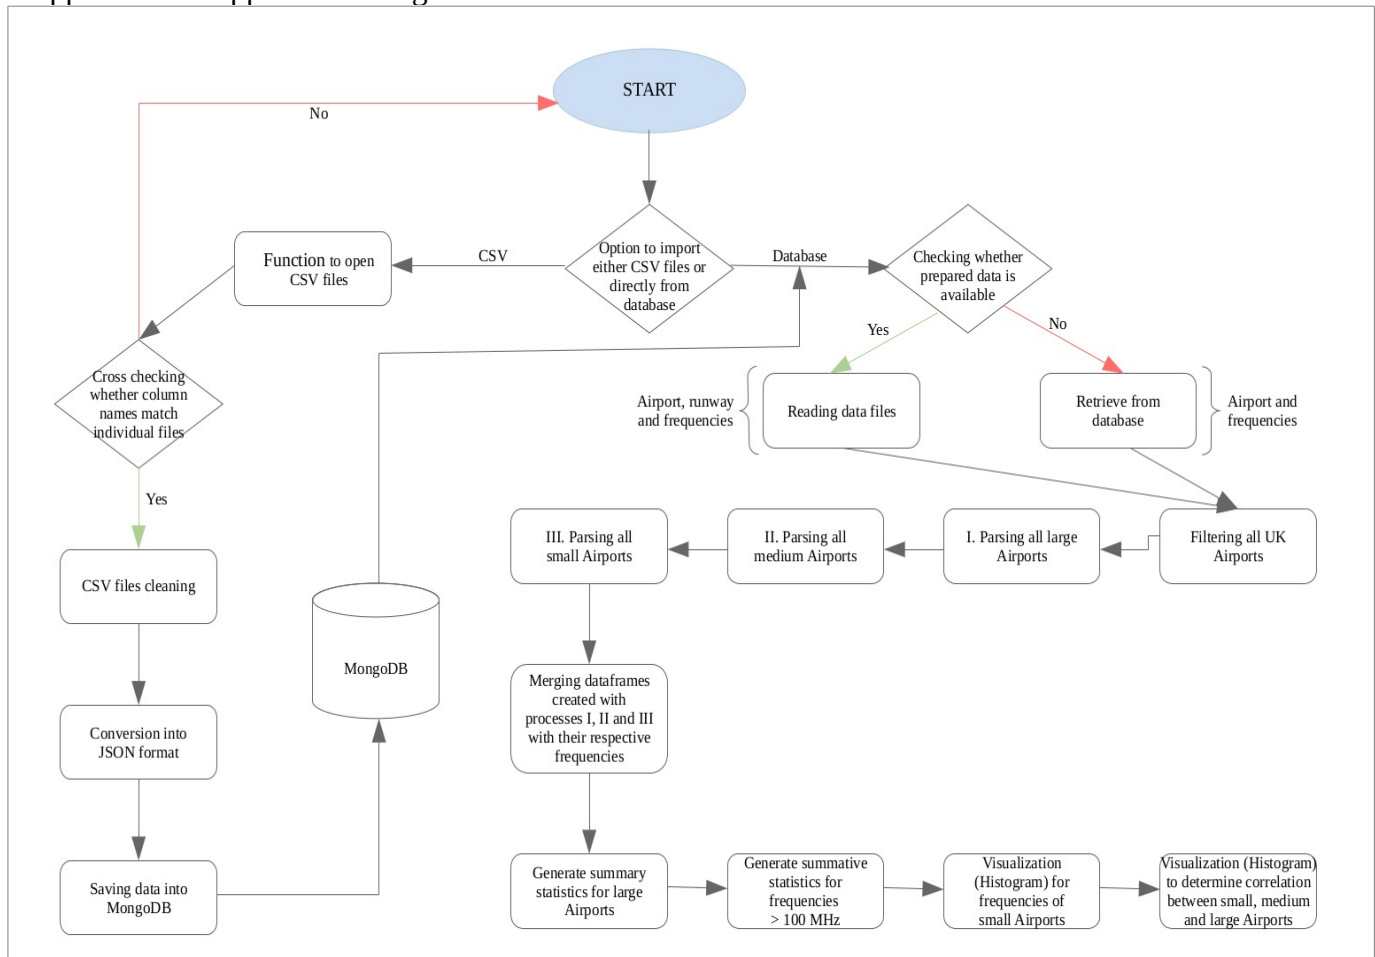 START
No
Function to open
CSV files
CSV
Option to import
either CSV files or
directly from
database
Database
Checking whether
prepared data is
available
Yes
No
Cross checking
whether column
names match
individual files
Airport, runway
and frequencies
Reading data files
Retrieve from
database
Airport and
frequencies
Yes
III. Parsing all
small Airports
II. Parsing all
medium Airports
I. Parsing all large
Airports
Filtering all UK
Airports
CSV files cleaning
MongoDB
Merging dataframes
created with
processes I, II and III
with their respective
frequencies
Conversion into
JSON format
Saving data into
MongoDB
Generate summary
statistics for large
Airports
Generate summative
statistics for
frequencies
> 100 MHz
Visualization
(Histogram) for
frequencies of
small Airports
Visualization (Histogram)
to determine correlation
between small, medium
and large Airports